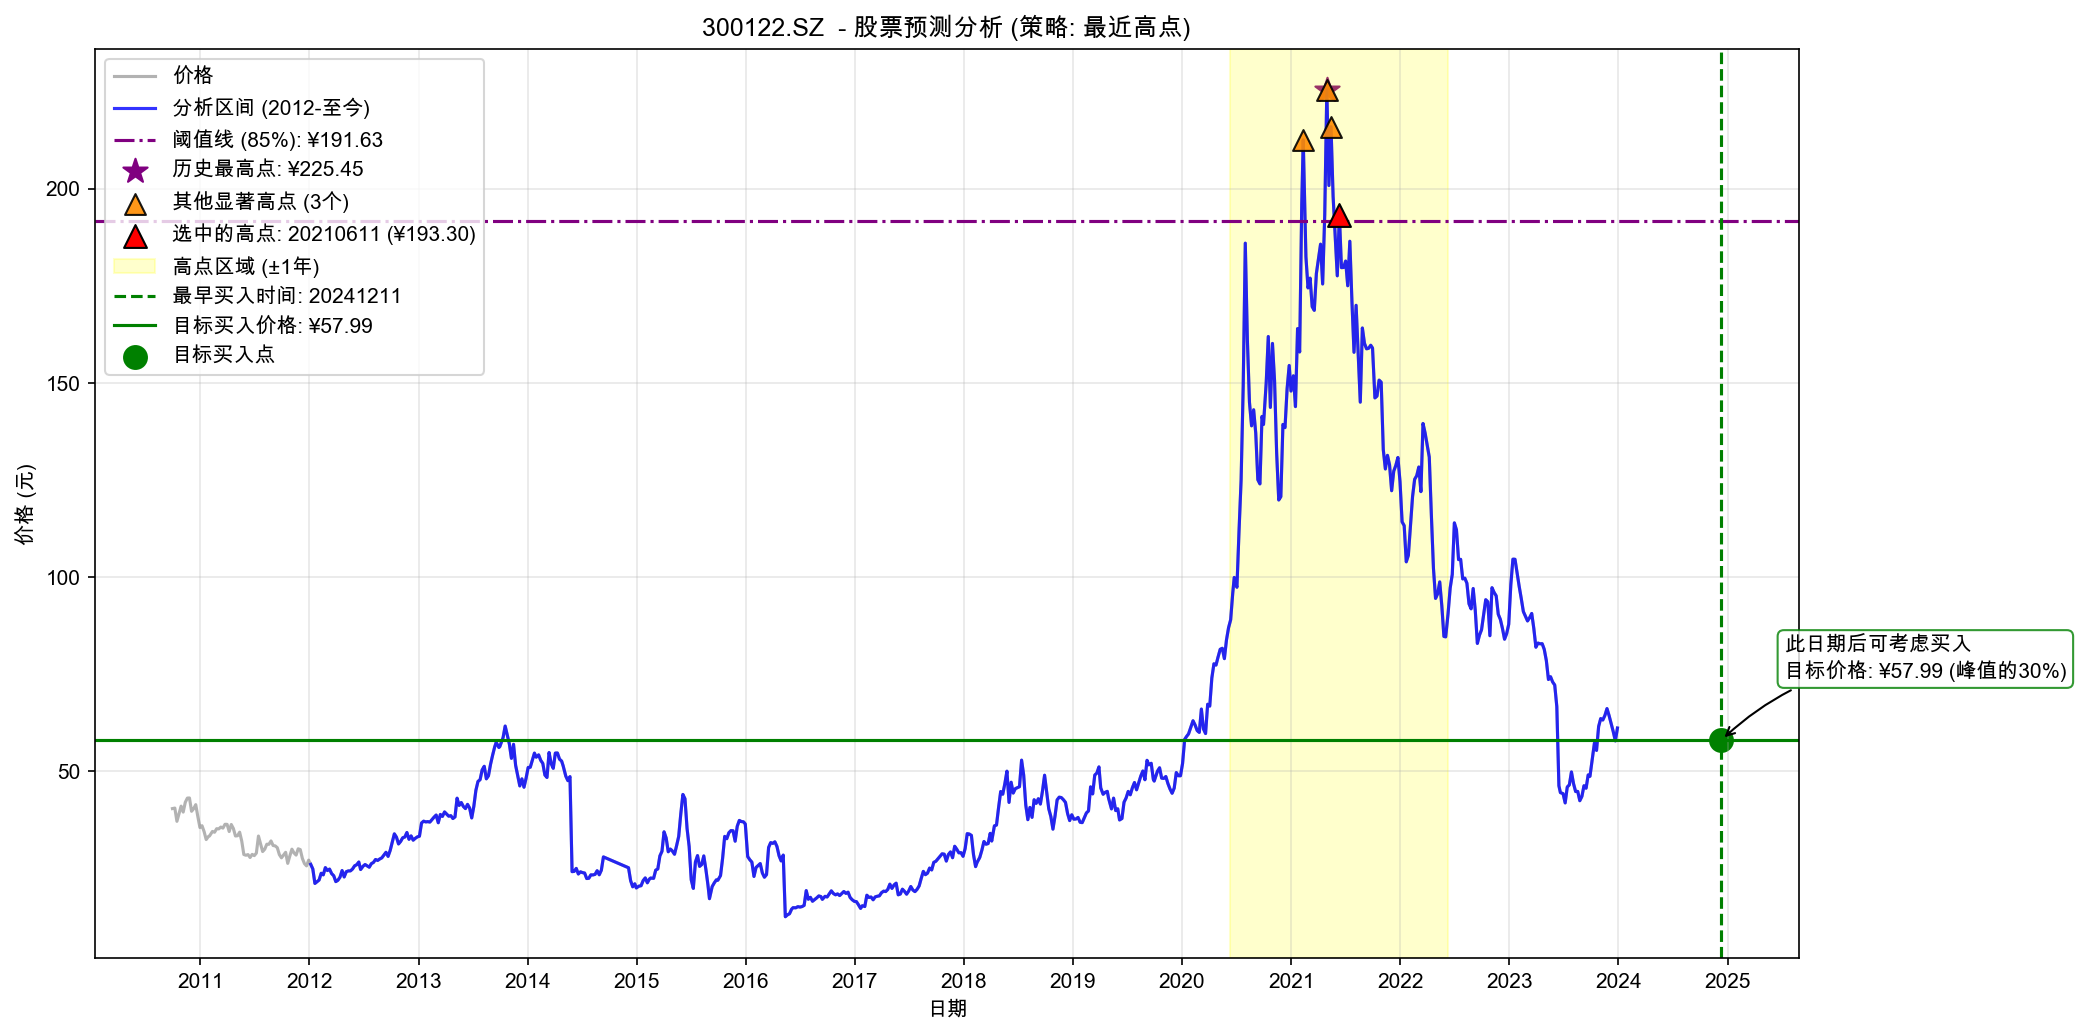 300122.SZ - 股票预测分析 (策略: 最近高点)
价格
分析区间 (2012-至今)
阈值线 (85%): ¥191.63
历史最高点: ¥225.45
其他显著高点 (3个)
选中的高点: 20210611 (¥193.30)
高点区域 (±1年)
最早买入时间: 20241211
目标买入价格: ¥57.99
目标买入点
价格 (元)
200
150
100
50
此日期后可考虑买入
目标价格: ¥57.99 (峰值的30%)
2011 2012 2013 2014 2015 2016 2017 2018 2019 2020 2021 2022 2023 2024 2025
日期